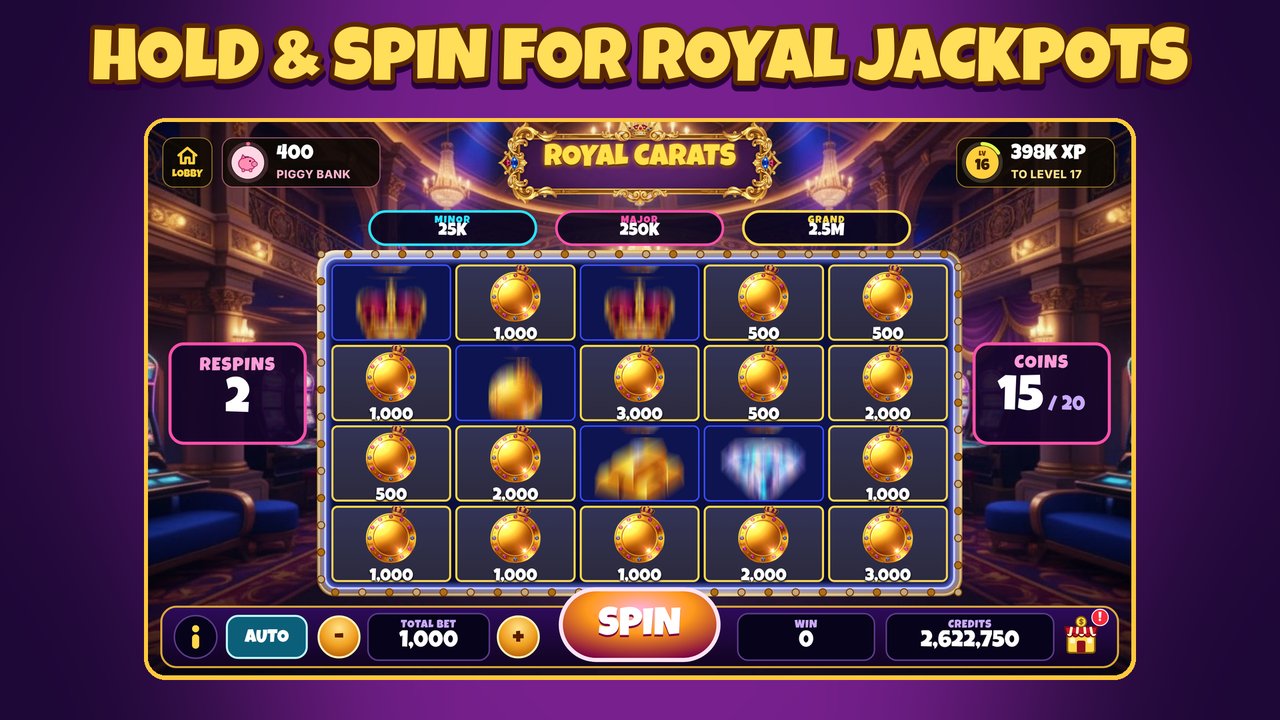 HOLD & SPIN FOR ROYAL JACKPOTS
LOBBY
400
PIGGY BANK
ROYAL CARATS
LV
16
398K XP
TO LEVEL 17
MINOR
25K
MAJOR
250K
GRAND
2.5M
RESPINS
2
COINS
15 / 20
1,000 500 500
1,000 3,000 500 2,000
500 2,000 1,000
1,000 1,000 1,000 2,000 3,000
i
AUTO
-
TOTAL BET
1,000
+
SPIN
WIN
0
CREDITS
2,622,750
$
!